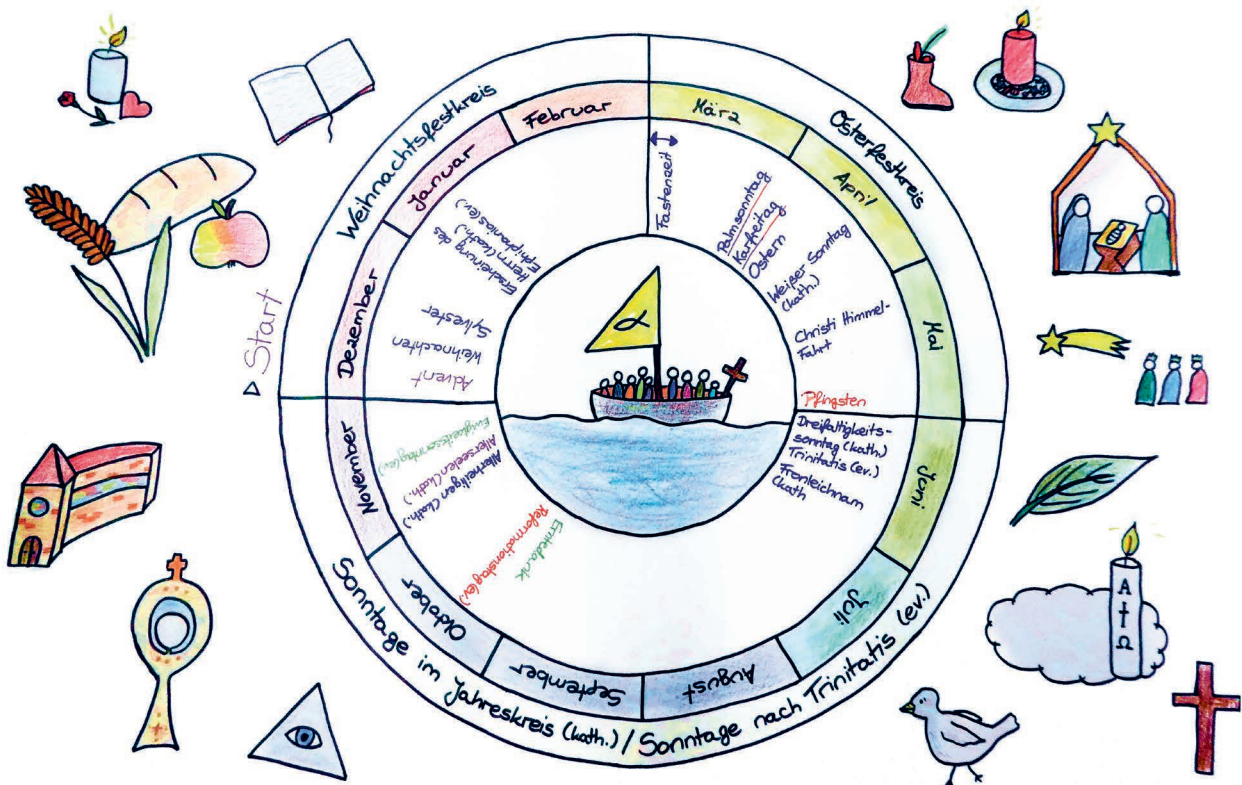 Start
Weihnachtsfestkreis
Osterfestkreis
Sonntage im Jahreskreis (kath.) / Sonntage nach Trinitatis (ev.)
Dezember
Januar
Februar
März
April
Mai
Juni
Juli
August
September
Oktober
November
Advent
Weihnachten
Sylvester
Erscheinung des
Herrn (kath.)
Ephiphanias (ev.)
Fastenzeit
Palmsonntag
Karfreitag
Ostern
Weißer Sonntag
(kath.)
Christi Himmel-
Fahrt
Pfingsten
Dreifaltigkeits-
sonntag (kath.)
Trinitatis (ev.)
Fronleichnam
(kath
Erntedank
Reformationstag (ev.)
Allerheiligen (kath.)
Allerseelen (kath.)
Ewigkeitssonntag (ev.)
α
A
Ω